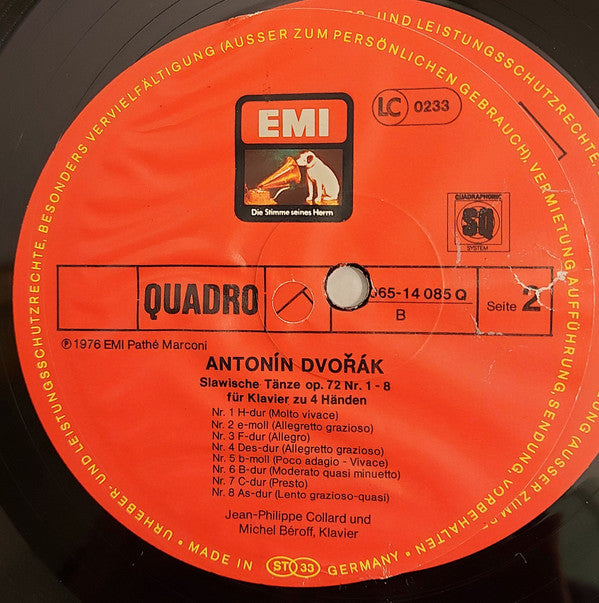 EMI
Die Stimme seines Herrn
LC 0233
QUADRAPHONIC
SQ
SYSTEM
QUADRO
065-14 085 Q
B
Seite 2
℗ 1976 EMI Pathé Marconi
ANTONÍN DVOŘÁK
Slawische Tänze op. 72 Nr. 1 - 8
für Klavier zu 4 Händen
Nr. 1 H-dur (Molto vivace)
Nr. 2 e-moll (Allegretto grazioso)
Nr. 3 F-dur (Allegro)
Nr. 4 Des-dur (Allegretto grazioso)
Nr. 5 b-moll (Poco adagio - Vivace)
Nr. 6 B-dur (Moderato quasi minuetto)
Nr. 7 C-dur (Presto)
Nr. 8 As-dur (Lento grazioso-quasi)
Jean-Philippe Collard und
Michel Béroff, Klavier
URHEBER- UND LEISTUNGSSCHUTZRECHTE, BESONDERS VERVIELFÄLTIGUNG (AUSSER ZUM PERSÖNLICHEN GEBRAUCH), VERMIETUNG, AUFFÜHRUNG, SENDUNG, VORBEHALTEN • MADE IN GERMANY •
ST 33
UND LEISTUNGSSCHUTZRECHTE,
(AUSSER ZUM